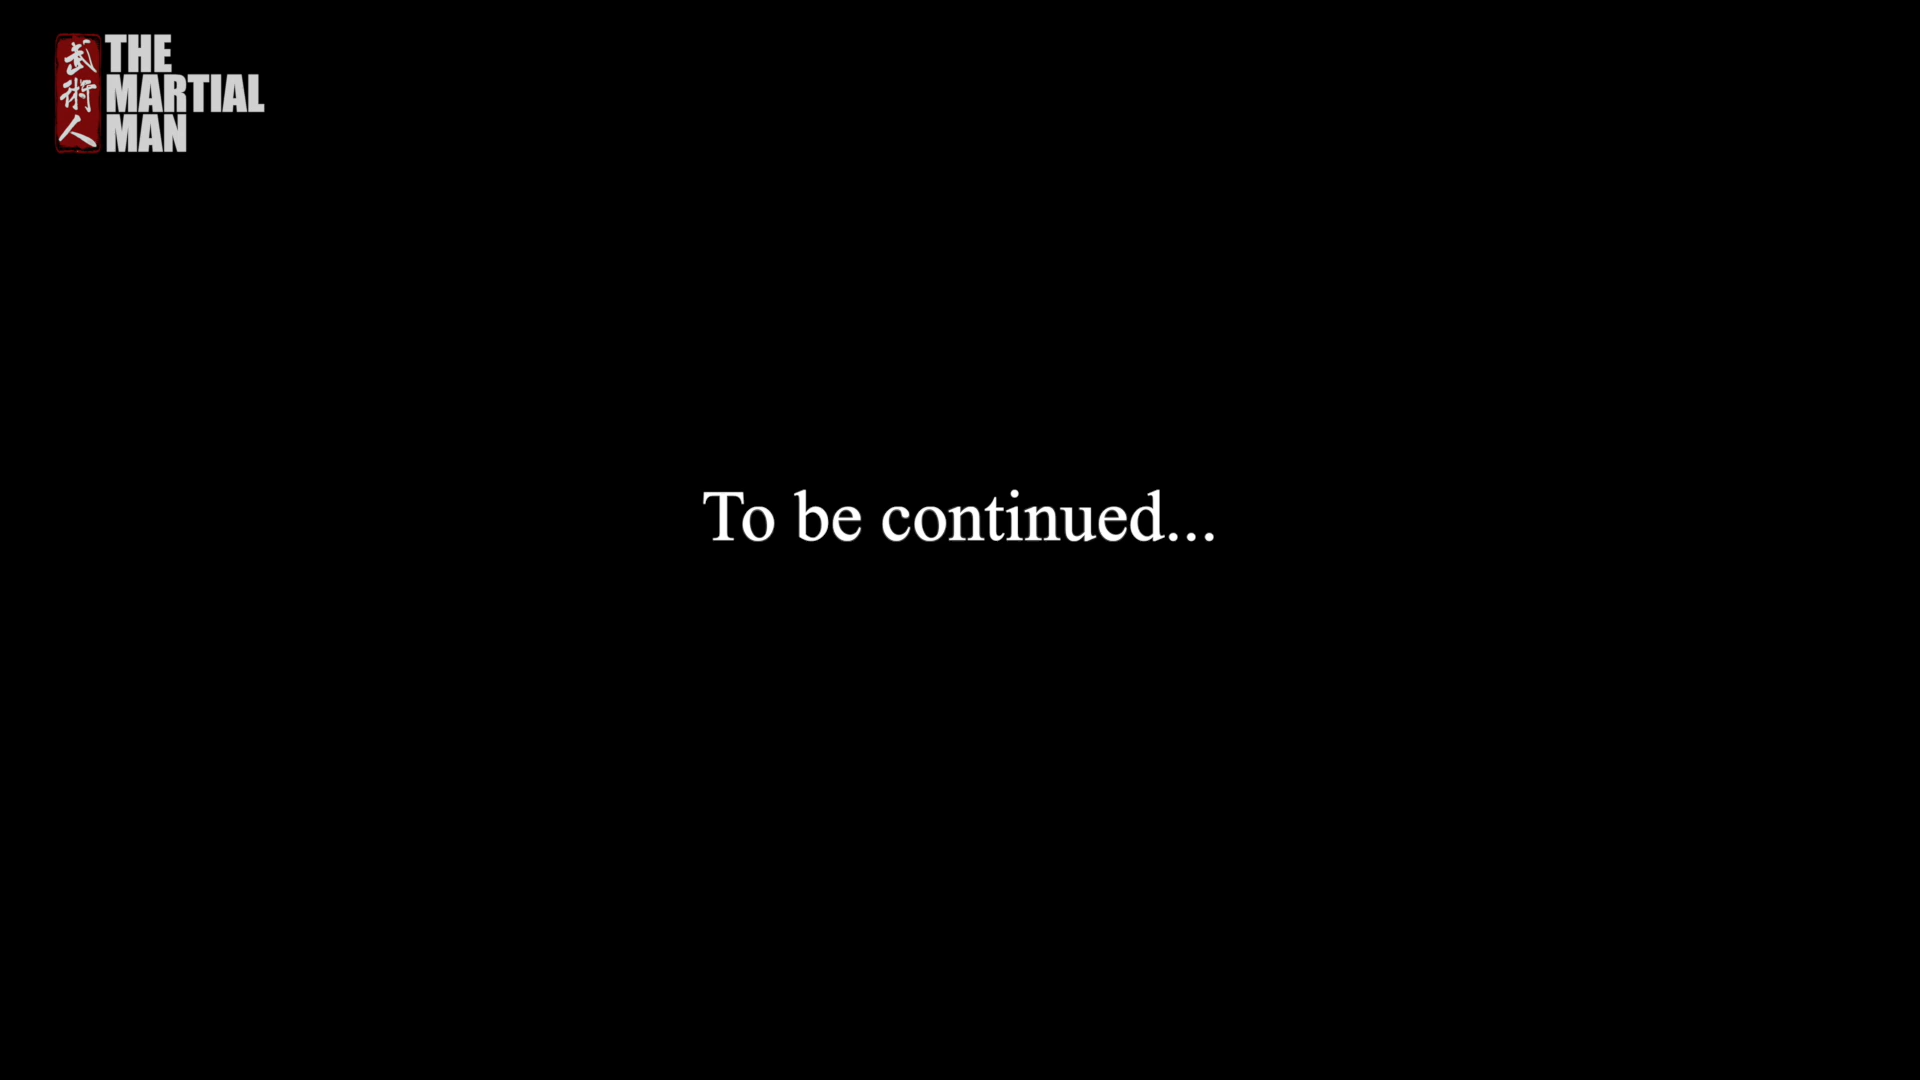 武術人
THE
MARTIAL
MAN
To be continued...